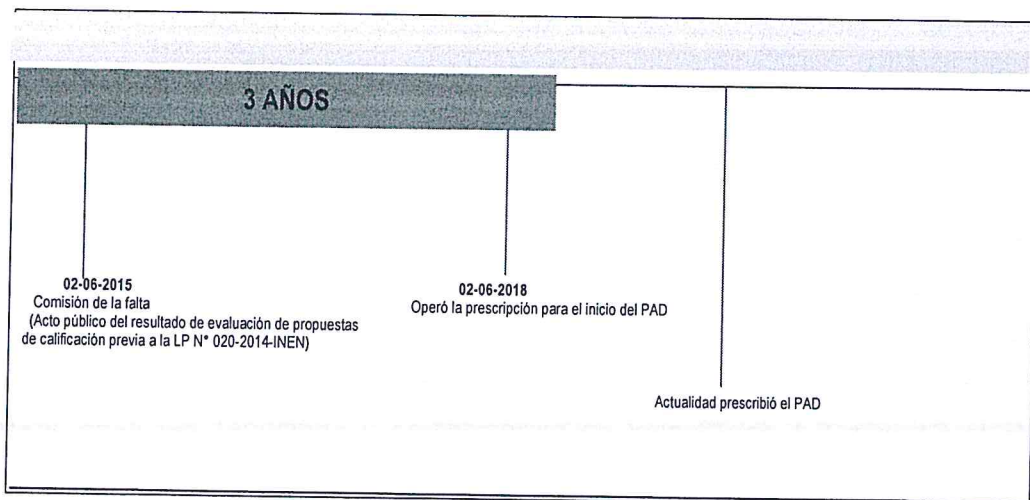 3 AÑOS
02-06-2015
Comisión de la falta
(Acto público del resultado de evaluación de propuestas
de calificación previa a la LP N° 020-2014-INEN)
02-06-2018
Operó la prescripción para el inicio del PAD
Actualidad prescribió el PAD